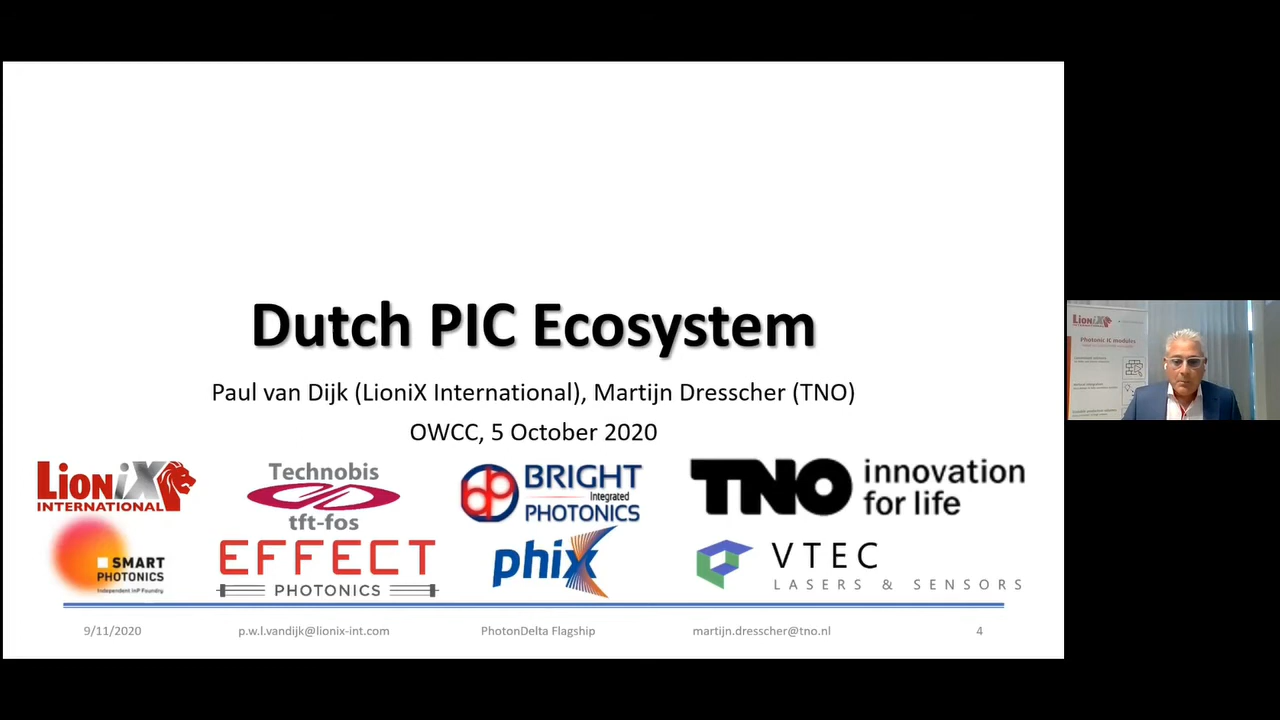 Dutch PIC Ecosystem
Paul van Dijk (LioniX International), Martijn Dresscher (TNO)
OWCC, 5 October 2020
LioniX
INTERNATIONAL
Technobis
tft-fos
BRIGHT
Integrated
PHOTONICS
TNO innovation
for life
SMART
PHOTONICS
Independent InP Foundry
EFFECT
PHOTONICS
phix
VTEC
LASERS & SENSORS
9/11/2020
p.w.l.vandijk@lionix-int.com
PhotonDelta Flagship
martijn.dresscher@tno.nl
4
LioniX
INTERNATIONAL
Photonic IC modules